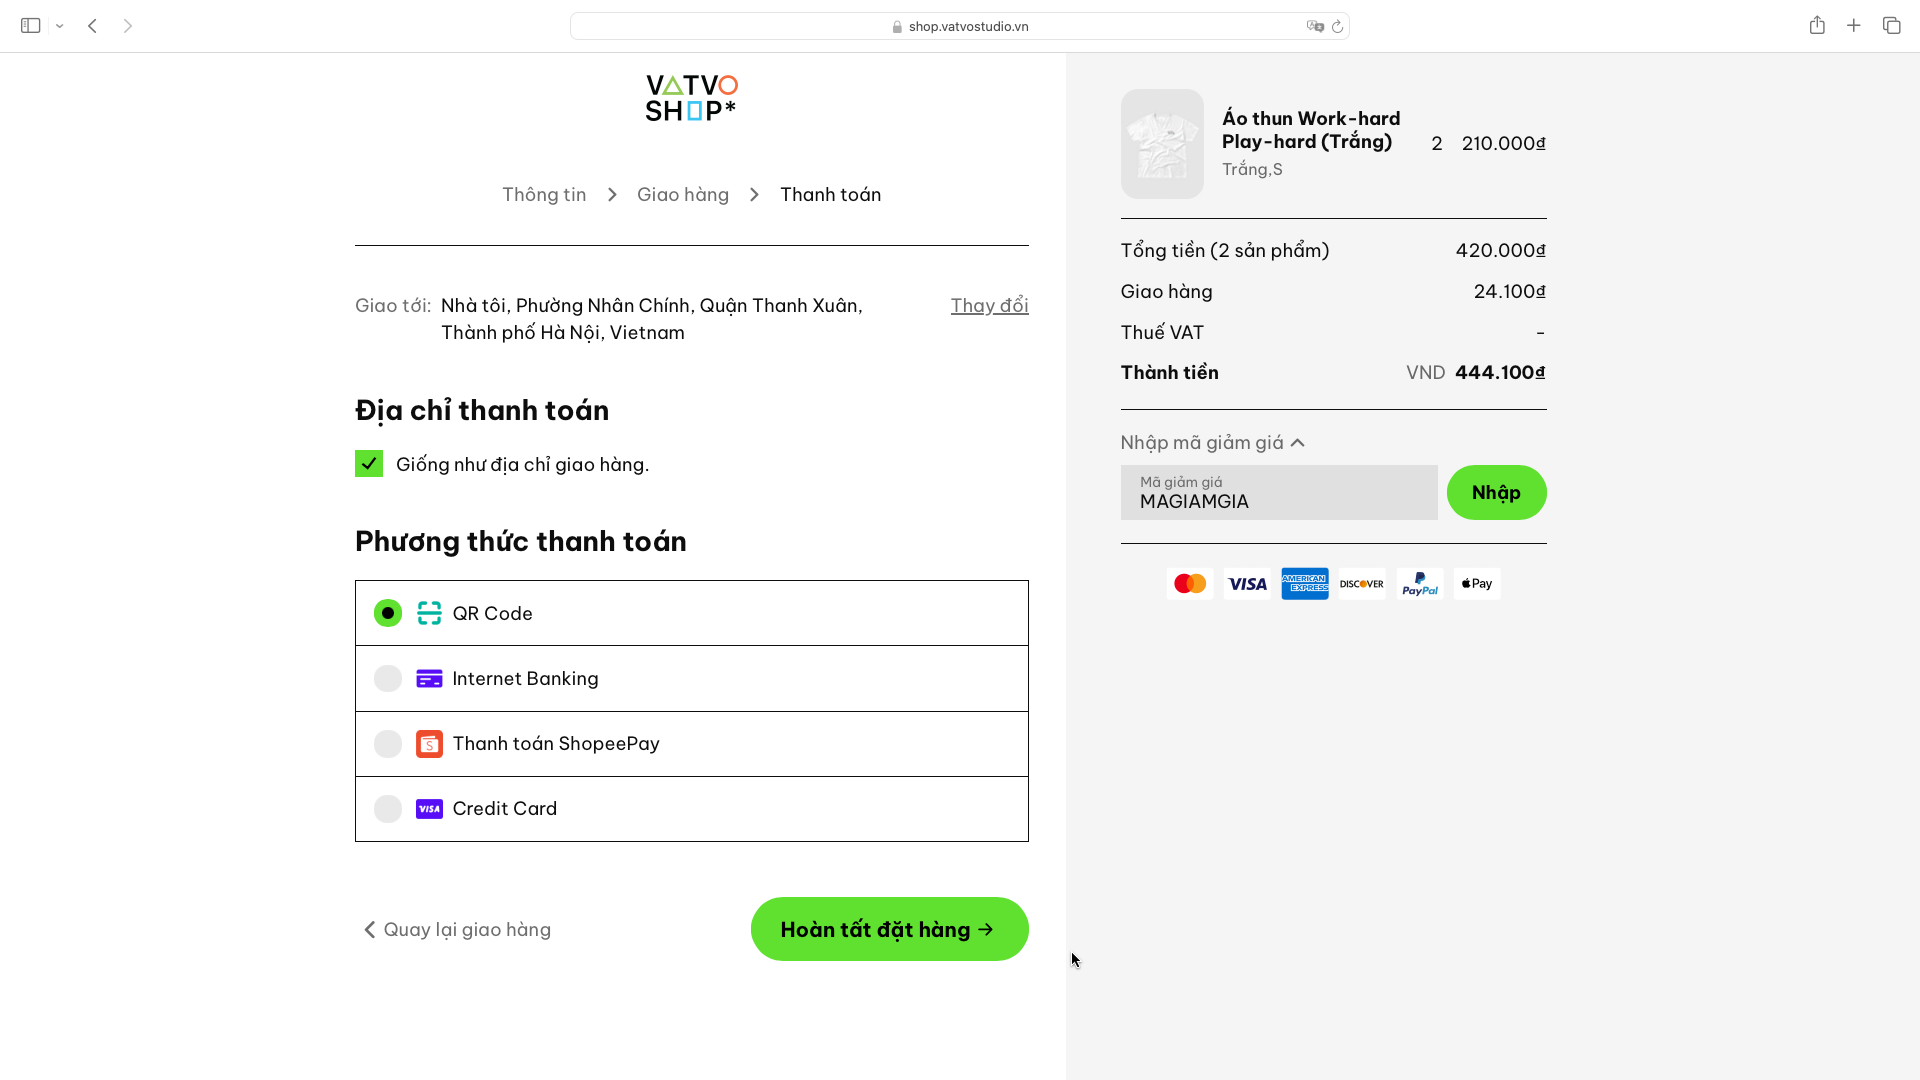 shop.vatvostudio.vn
VATVO
SHOP*
Thông tin
Giao hàng
Thanh toán
Giao tới: Nhà tôi, Phường Nhân Chính, Quận Thanh Xuân,
Thành phố Hà Nội, Vietnam
Thay đổi
Địa chỉ thanh toán
Giống như địa chỉ giao hàng.
Phương thức thanh toán
QR Code
Internet Banking
S Thanh toán ShopeePay
VISA Credit Card
Quay lại giao hàng
Hoàn tất đặt hàng →
Áo thun Work-hard
Play-hard (Trắng)
Trắng,S
2 210.000₫
Tổng tiền (2 sản phẩm) 420.000₫
Giao hàng 24.100₫
Thuế VAT -
Thành tiền VND 444.100₫
Nhập mã giảm giá
Mã giảm giá
MAGIAMGIA
Nhập
VISA
AMERICAN
EXPRESS
DISCOVER
PayPal
Pay